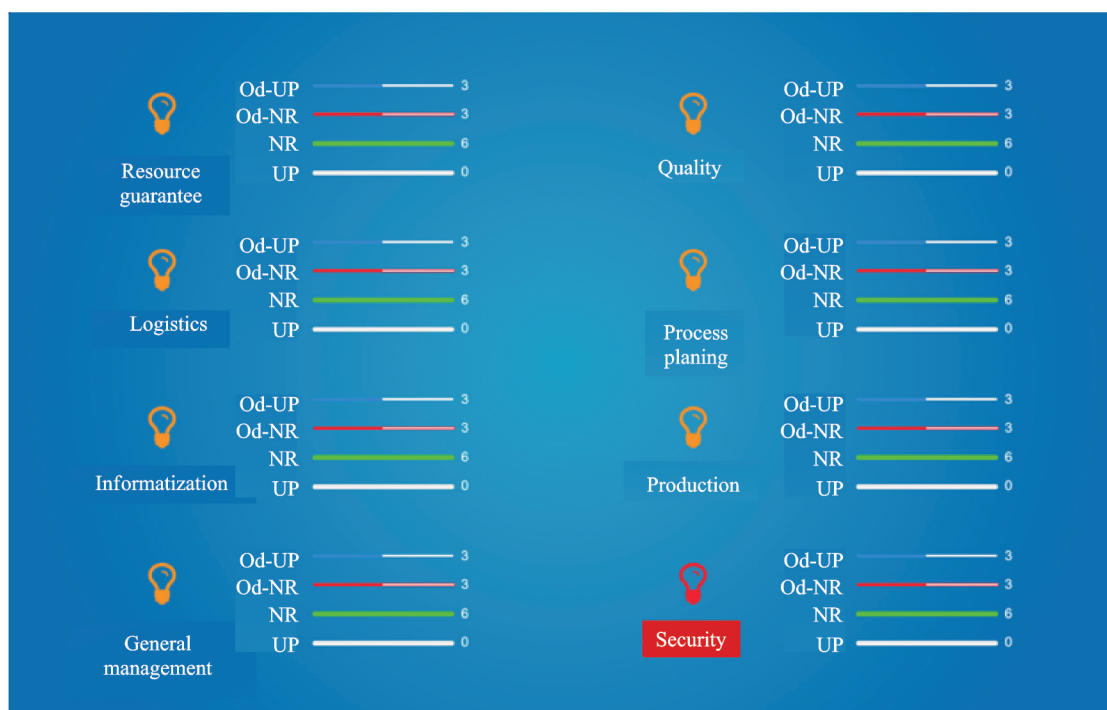 Od-UP 3
Od-NR 3
NR 6
UP 0
Resource
guarantee
Od-UP 3
Od-NR 3
NR 6
UP 0
Quality
Od-UP 3
Od-NR 3
NR 6
UP 0
Logistics
Od-UP 3
Od-NR 3
NR 6
UP 0
Process
planing
Od-UP 3
Od-NR 3
NR 6
UP 0
Informatization
Od-UP 3
Od-NR 3
NR 6
UP 0
Production
Od-UP 3
Od-NR 3
NR 6
UP 0
General
management
Od-UP 3
Od-NR 3
NR 6
UP 0
Security